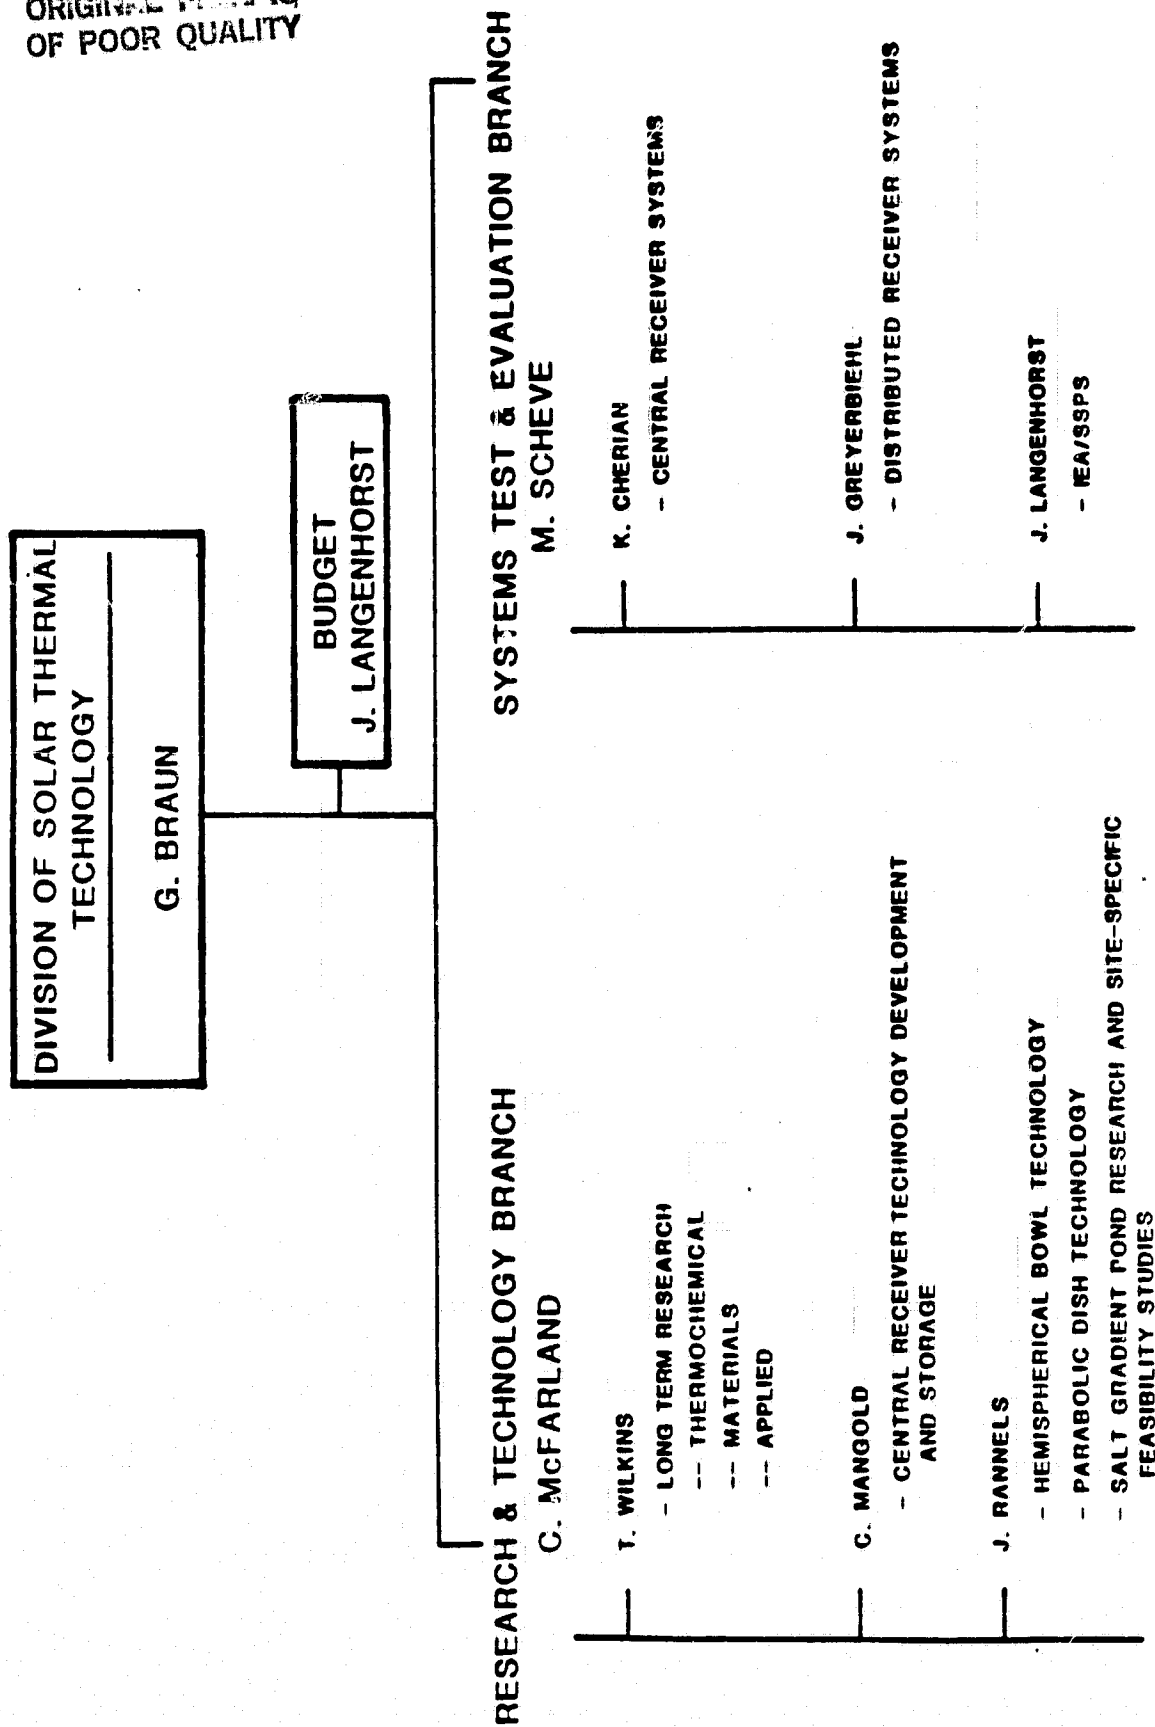 OF POOR QUALITY
DIVISION OF SOLAR THERMAL
TECHNOLOGY
G. BRAUN
BUDGET
J. LANGENHORST
RESEARCH & TECHNOLOGY BRANCH
C. McFARLAND
T. WILKINS
- LONG TERM RESEARCH
-- THERMOCHEMICAL
-- MATERIALS
-- APPLIED
C. MANGOLD
- CENTRAL RECEIVER TECHNOLOGY DEVELOPMENT
AND STORAGE
J. RANNELS
- HEMISPHERICAL BOWL TECHNOLOGY
- PARABOLIC DISH TECHNOLOGY
- SALT GRADIENT POND RESEARCH AND SITE-SPECIFIC
FEASIBILITY STUDIES
SYSTEMS TEST & EVALUATION BRANCH
M. SCHEVE
K. CHERIAN
- CENTRAL RECEIVER SYSTEMS
J. GREYERBIEHL
- DISTRIBUTED RECEIVER SYSTEMS
J. LANGENHORST
- IEA/SSPS